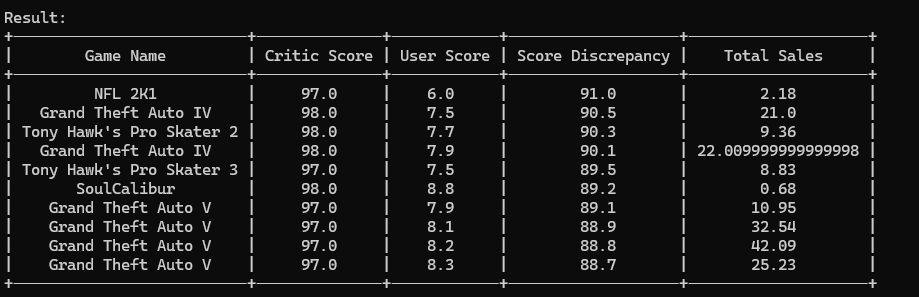 Result:
Game Name | Critic Score | User Score | Score Discrepancy | Total Sales
NFL 2K1 | 97.0 | 6.0 | 91.0 | 2.18
Grand Theft Auto IV | 98.0 | 7.5 | 90.5 | 21.0
Tony Hawk's Pro Skater 2 | 98.0 | 7.7 | 90.3 | 9.36
Grand Theft Auto IV | 98.0 | 7.9 | 90.1 | 22.009999999999998
Tony Hawk's Pro Skater 3 | 97.0 | 7.5 | 89.5 | 8.83
SoulCalibur | 98.0 | 8.8 | 89.2 | 0.68
Grand Theft Auto V | 97.0 | 7.9 | 89.1 | 10.95
Grand Theft Auto V | 97.0 | 8.1 | 88.9 | 32.54
Grand Theft Auto V | 97.0 | 8.2 | 88.8 | 42.09
Grand Theft Auto V | 97.0 | 8.3 | 88.7 | 25.23